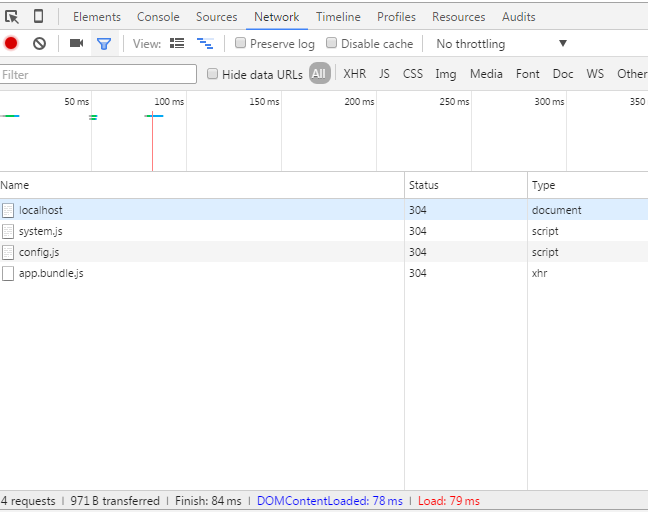 Elements Console Sources Network Timeline Profiles Resources Audits
View: Preserve log Disable cache No throttling
Filter Hide data URLs All XHR JS CSS Img Media Font Doc WS Other
50 ms 100 ms 150 ms 200 ms 250 ms 300 ms 350
Name Status Type
localhost 304 document
system.js 304 script
config.js 304 script
app.bundle.js 304 xhr
4 requests | 971 B transferred | Finish: 84 ms | DOMContentLoaded: 78 ms | Load: 79 ms